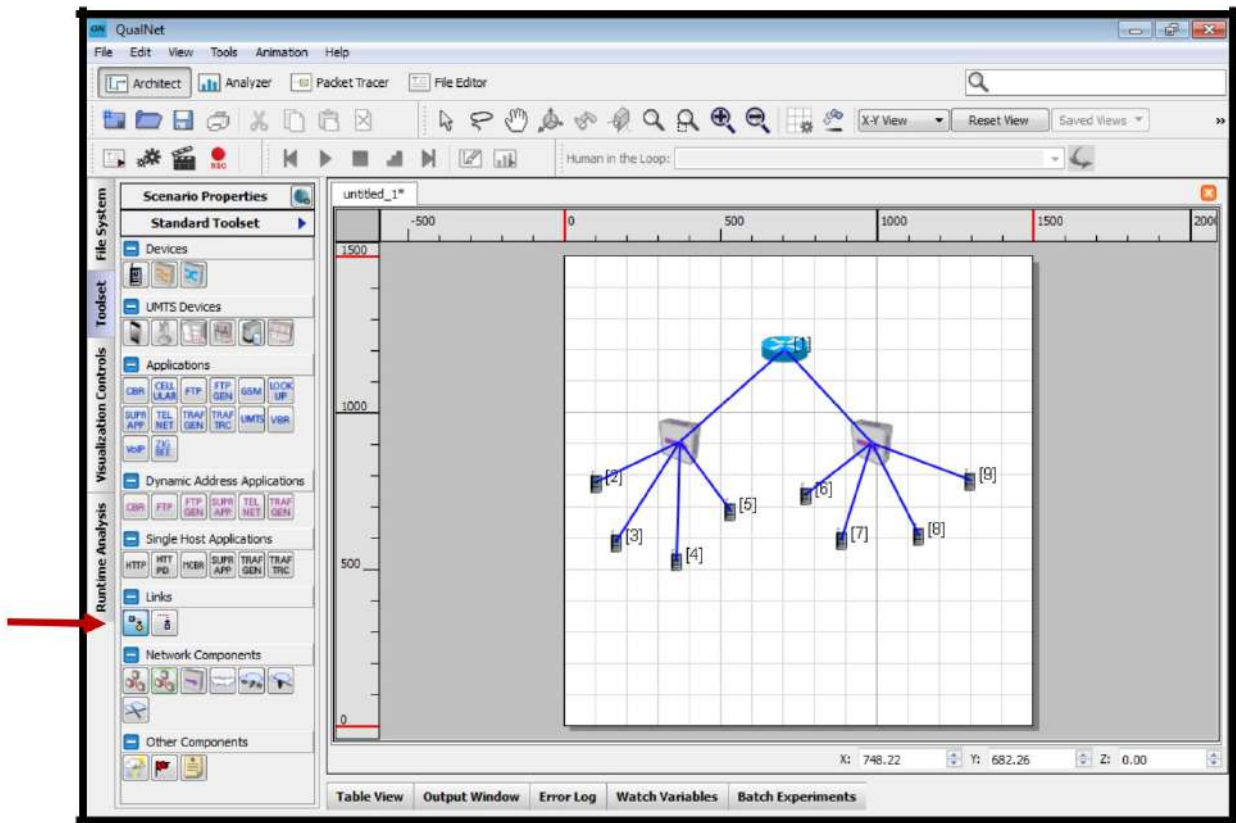 QN QualNet
File Edit View Tools Animation Help
Architect Analyzer Packet Tracer File Editor
X-Y View Reset View Saved Views »
REC Human in the Loop:
File System
Toolset
Visualization Controls
Runtime Analysis
Scenario Properties
Standard Toolset
Devices
UMTS Devices
Applications
CBR CELL ULAR FTP FTP GEN GSM LOOK UP
SUPR APP TEL NET TRAF GEN TRAF TRC UMTS VBR
VoIP ZIG BEE
Dynamic Address Applications
CBR FTP FTP GEN SUPR APP TEL NET TRAF GEN
Single Host Applications
HTTP HTT PD MCBR SUPR APP TRAF GEN TRAF TRC
Links
Network Components
Other Components
untitled_1*
-500 0 500 1000 1500 200
1500
1000
500
0
[1]
[2] [3] [4] [5] [6] [7] [8] [9]
X: 748.22 Y: 682.26 Z: 0.00
Table View Output Window Error Log Watch Variables Batch Experiments